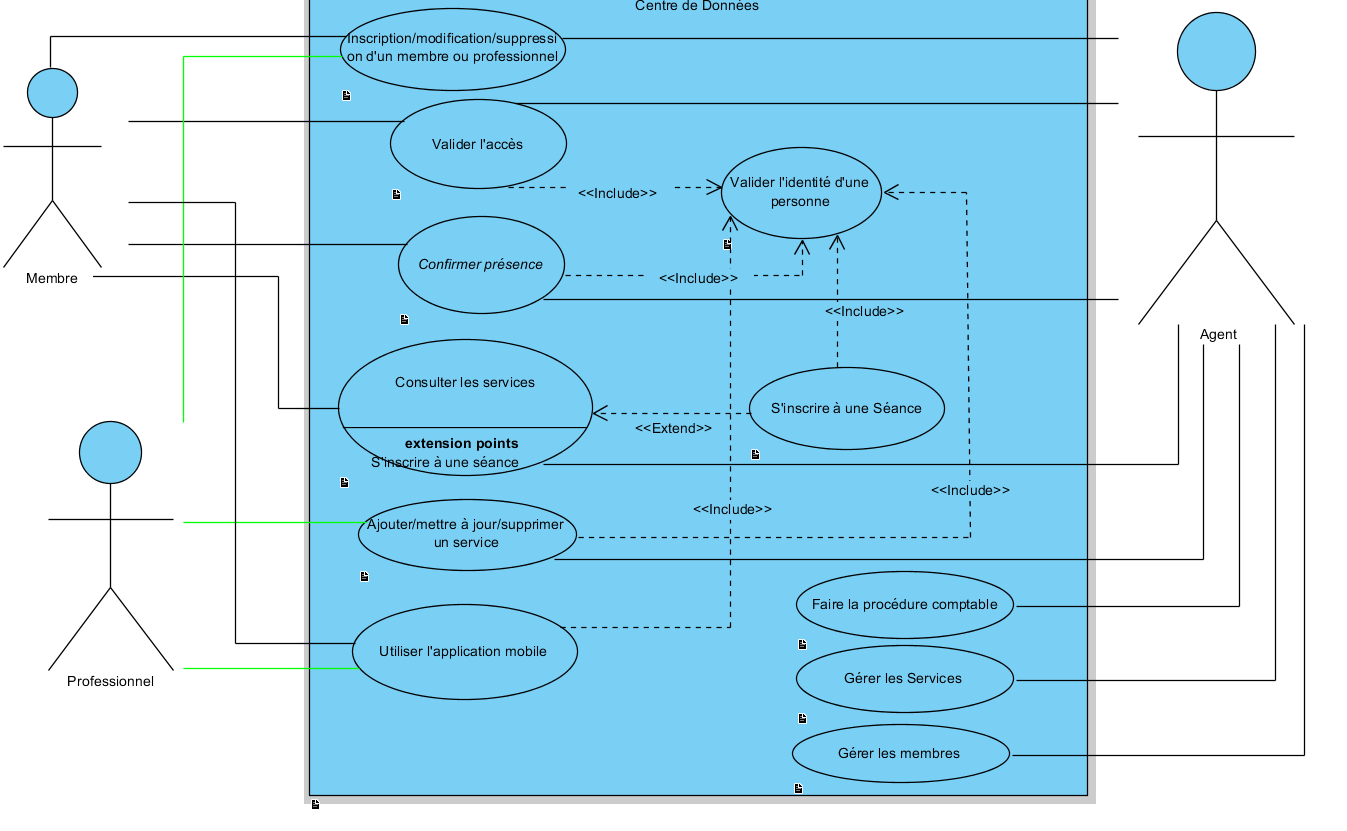 Centre de Données
Inscription/modification/suppressi
on d'un membre ou professionnel
Valider l'accès
Valider l'identité d'une
personne
<<Include>>
Confirmer présence
<<Include>>
Membre
<<Include>>
Agent
Consulter les services
S'inscrire à une Séance
<<Extend>>
extension points
S'inscrire à une séance
<<Include>>
<<Include>>
Ajouter/mettre à jour/supprimer
un service
Faire la procédure comptable
Utiliser l'application mobile
Gérer les Services
Professionnel
Gérer les membres